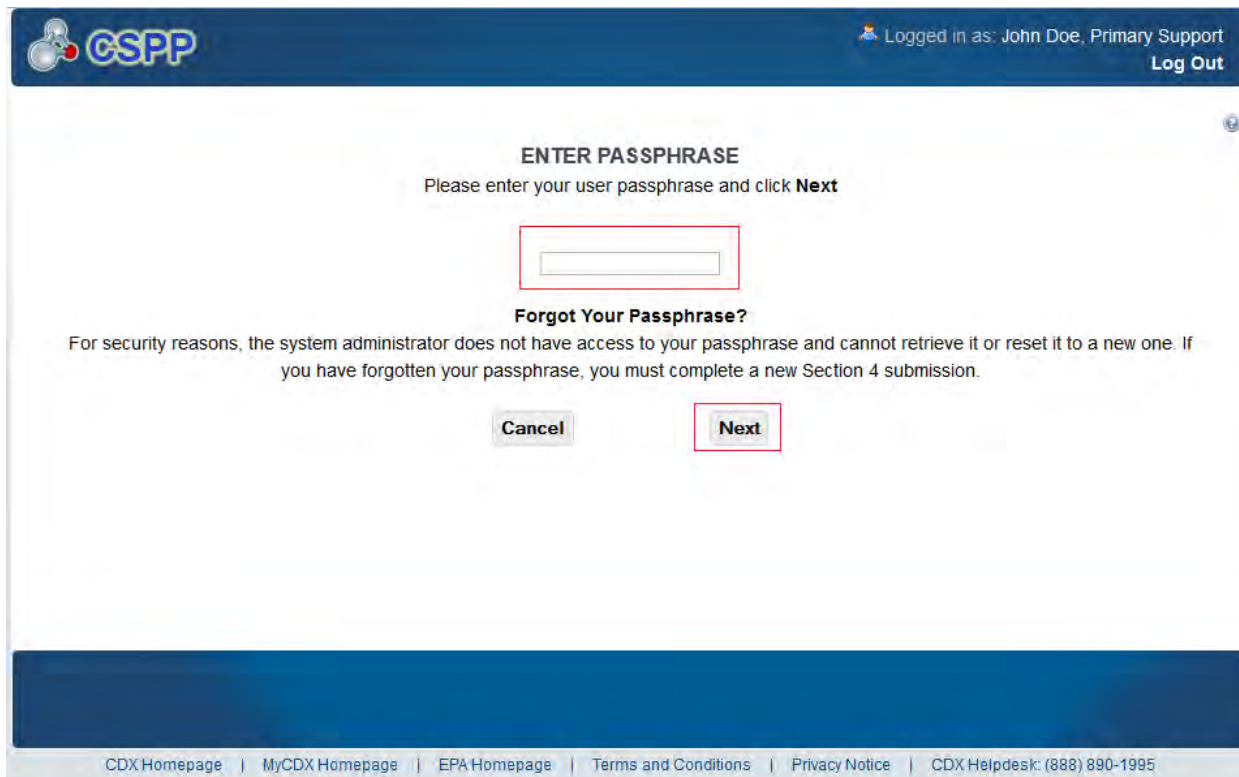 CSPP
Logged in as: John Doe, Primary Support
Log Out
ENTER PASSPHRASE
Please enter your user passphrase and click Next
Forgot Your Passphrase?
For security reasons, the system administrator does not have access to your passphrase and cannot retrieve it or reset it to a new one. If
you have forgotten your passphrase, you must complete a new Section 4 submission.
Cancel Next
CDX Homepage | MyCDX Homepage | EPA Homepage | Terms and Conditions | Privacy Notice | CDX Helpdesk: (888) 890-1995